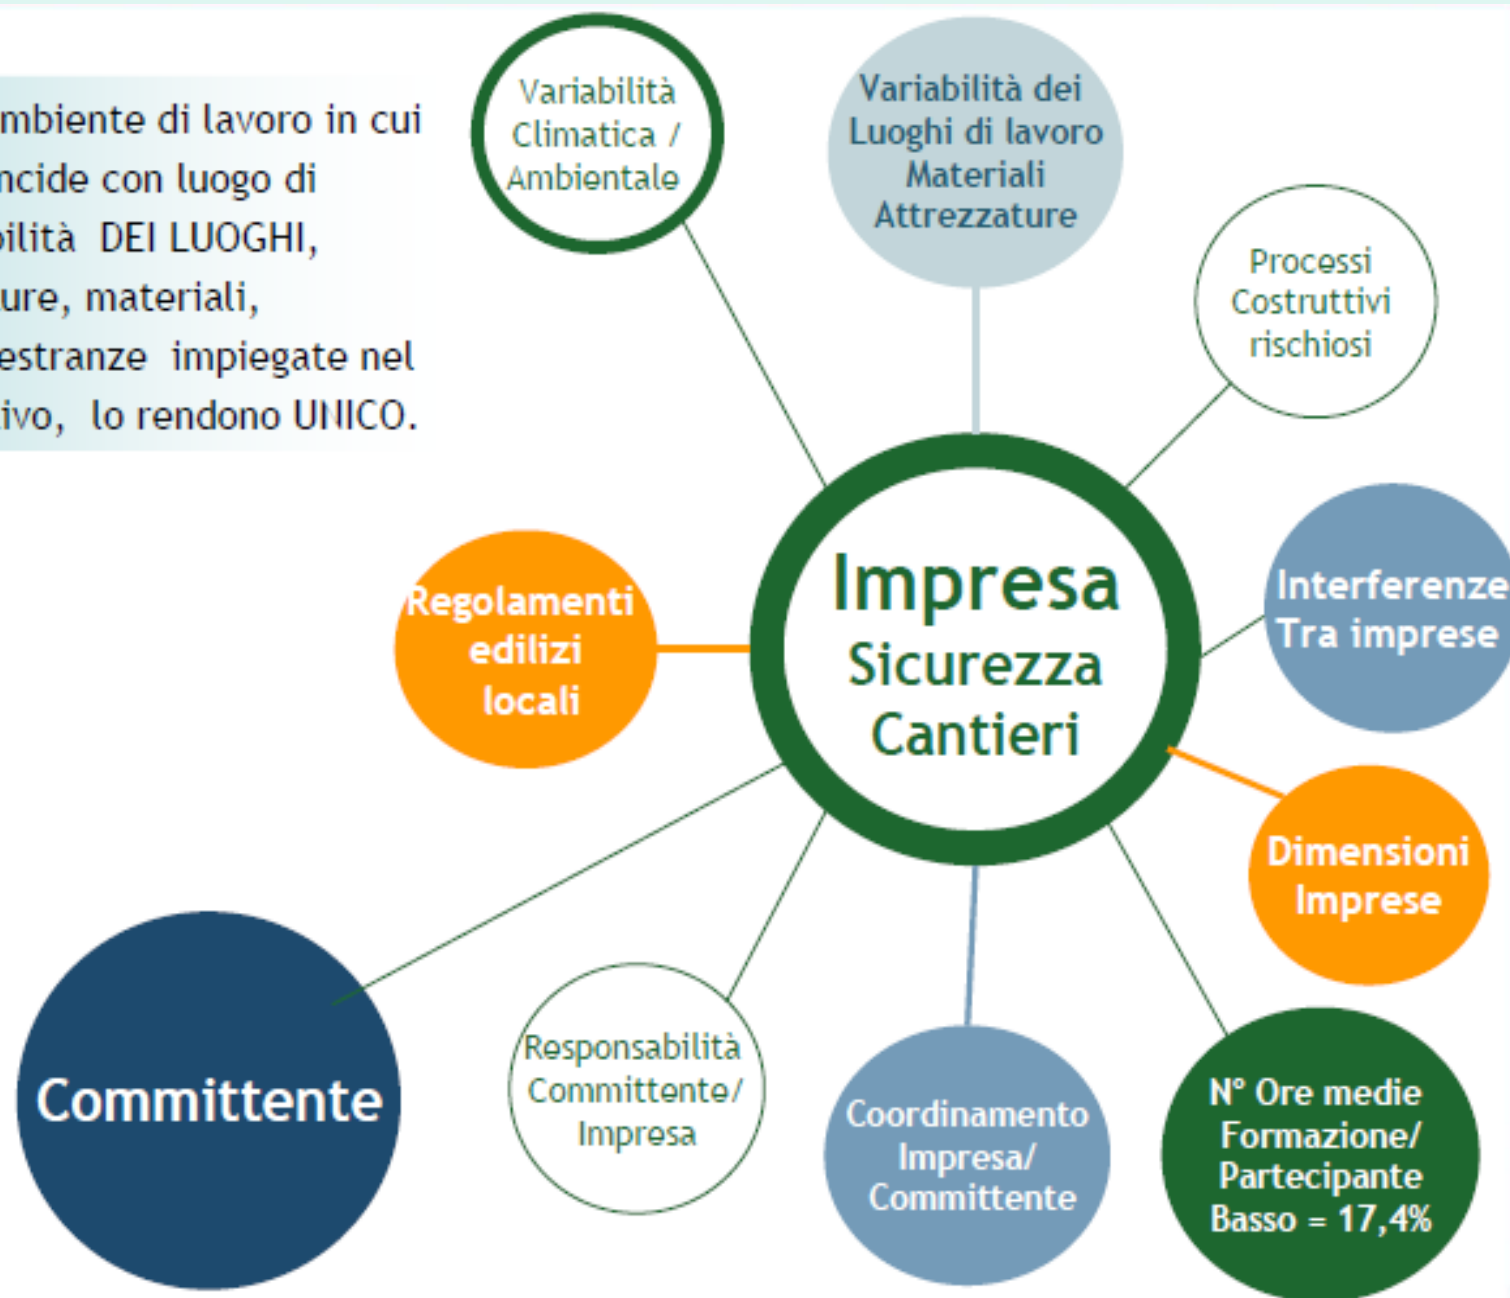 mbiente di lavoro in cui
ncide con luogo di
bilità DEI LUOGHI,
ure, materiali,
estranze impiegate nel
ivo, lo rendono UNICO.
Variabilità
Climatica /
Ambientale
Variabilità dei
Luoghi di lavoro
Materiali
Attrezzature
Processi
Costruttivi
rischiosi
Regolamenti
edilizi
locali
Impresa
Sicurezza
Cantieri
Interferenze
Tra imprese
Dimensioni
Imprese
Committente
Responsabilità
Committente/
Impresa
Coordinamento
Impresa/
Committente
N° Ore medie
Formazione/
Partecipante
Basso = 17,4%